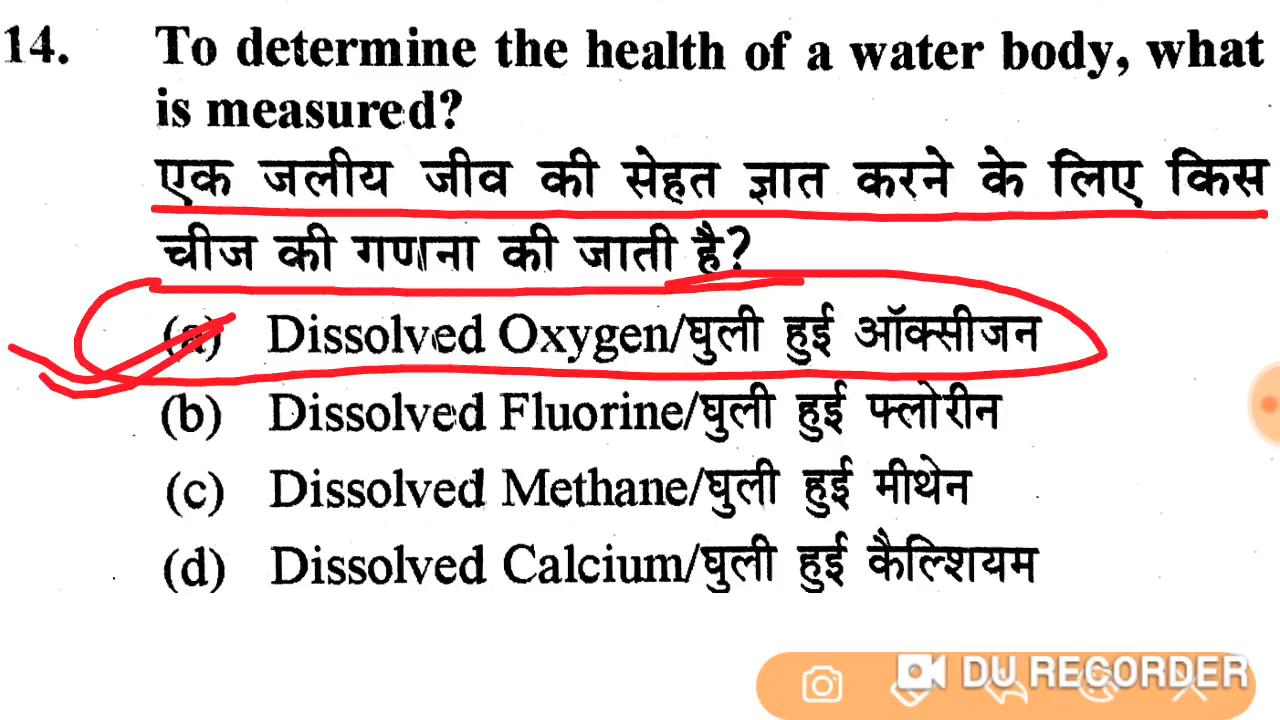 14. To determine the health of a water body, what
is measured?
एक जलीय जीव की सेहत ज्ञात करने के लिए किस
चीज की गणना की जाती है?
(a) Dissolved Oxygen/घुली हुई ऑक्सीजन
(b) Dissolved Fluorine/घुली हुई फ्लोरीन
(c) Dissolved Methane/घुली हुई मीथेन
(d) Dissolved Calcium/घुली हुई कैल्शियम
DU RECORDER